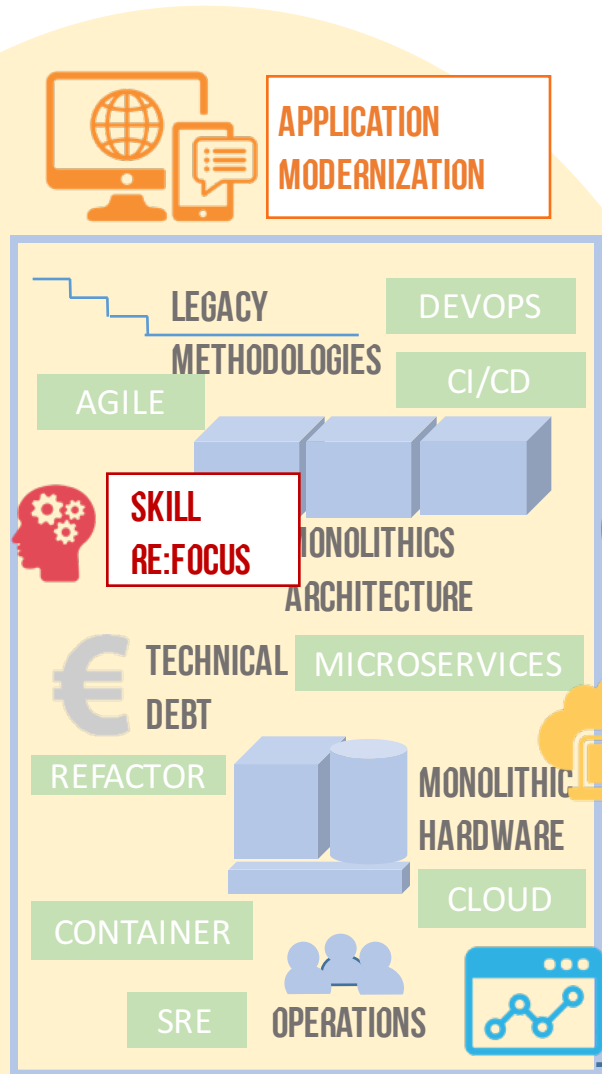 APPLICATION
MODERNIZATION
LEGACY
METHODOLOGIES
DEVOPS
CI/CD
AGILE
SKILL
RE:FOCUS
MONOLITHICS
ARCHITECTURE
TECHNICAL
DEBT
MICROSERVICES
REFACTOR
MONOLITHIC
HARDWARE
CLOUD
CONTAINER
SRE
OPERATIONS